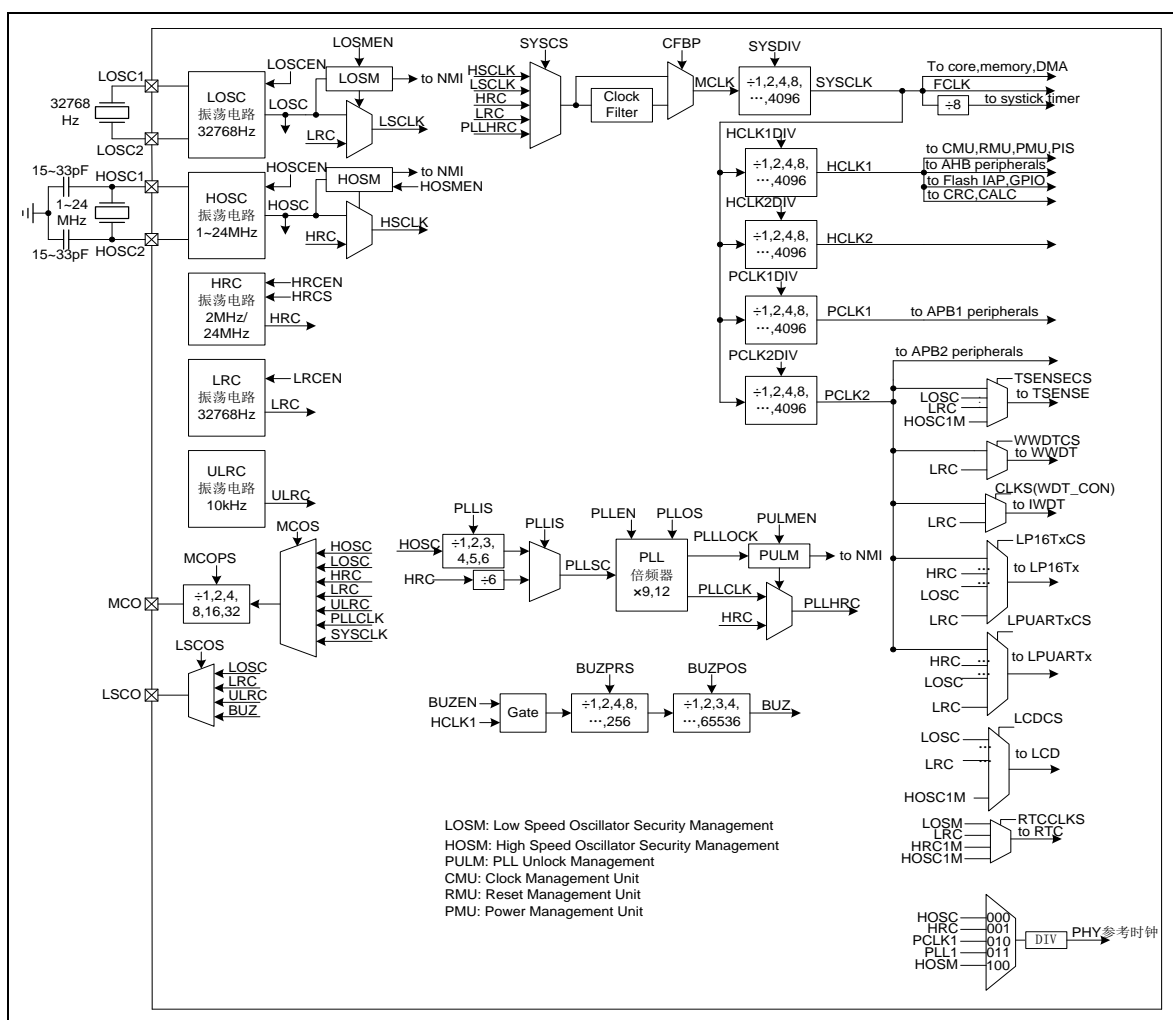 LOSC1
32768
Hz
LOSC2
LOSC
振荡电路
32768Hz
LOSCEN
LOSC
LOSMEN
LOSM
to NMI
LRC
LSCLK
15~33pF
HOSC1
1~24
MHz
15~33pF
HOSC2
HOSC
振荡电路
1~24MHz
HOSCEN
HOSC
HOSM
to NMI
HOSMEN
HRC
HSCLK
HRC
振荡电路
2MHz/
24MHz
HRCEN
HRCS
HRC
LRC
振荡电路
32768Hz
LRCEN
LRC
ULRC
振荡电路
10kHz
ULRC
SYSCS
HSCLK
LSCLK
HRC
LRC
PLLHRC
Clock
Filter
CFBP
MCLK
SYSDIV
÷1,2,4,8,
…,4096
SYSCLK
To core,memory,DMA
FCLK
÷8
to systick timer
HCLK1DIV
÷1,2,4,8,
…,4096
HCLK1
to CMU,RMU,PMU,PIS
to AHB peripherals
to Flash IAP,GPIO
to CRC,CALC
HCLK2DIV
÷1,2,4,8,
…,4096
HCLK2
PCLK1DIV
÷1,2,4,8,
…,4096
PCLK1
to APB1 peripherals
PCLK2DIV
÷1,2,4,8,
…,4096
PCLK2
to APB2 peripherals
TSENSECS
LOSC
LRC
HOSC1M
to TSENSE
WWDTCS
LRC
to WWDT
CLKS(WDT_CON)
LRC
to IWDT
LP16TxCS
HRC
LOSC
LRC
to LP16Tx
LPUARTxCS
HRC
LOSC
LRC
to LPUARTx
LCDCS
LOSC
LRC
HOSC1M
to LCD
RTCCLKS
LOSM
LRC
HRC1M
HOSC1M
to RTC
HOSC 000
HRC 001
PCLK1 010
PLL1 011
HOSM 100
DIV
PHY参考时钟
MCO
MCOPS
÷1,2,4,
8,16,32
MCOS
HOSC
LOSC
HRC
LRC
ULRC
PLLCLK
SYSCLK
LSCO
LSCOS
LOSC
LRC
ULRC
BUZ
PLLIS
HOSC
÷1,2,3,
4,5,6
HRC
÷6
PLLIS
PLLSC
PLLEN
PLLOS
PLL
倍频器
×9,12
PLLLOCK
PLLCLK
PULMEN
PULM
to NMI
HRC
PLLHRC
BUZEN
HCLK1
Gate
BUZPRS
÷1,2,4,8,
…,256
BUZPOS
÷1,2,3,4,
…,65536
BUZ
LOSM: Low Speed Oscillator Security Management
HOSM: High Speed Oscillator Security Management
PULM: PLL Unlock Management
CMU: Clock Management Unit
RMU: Reset Management Unit
PMU: Power Management Unit